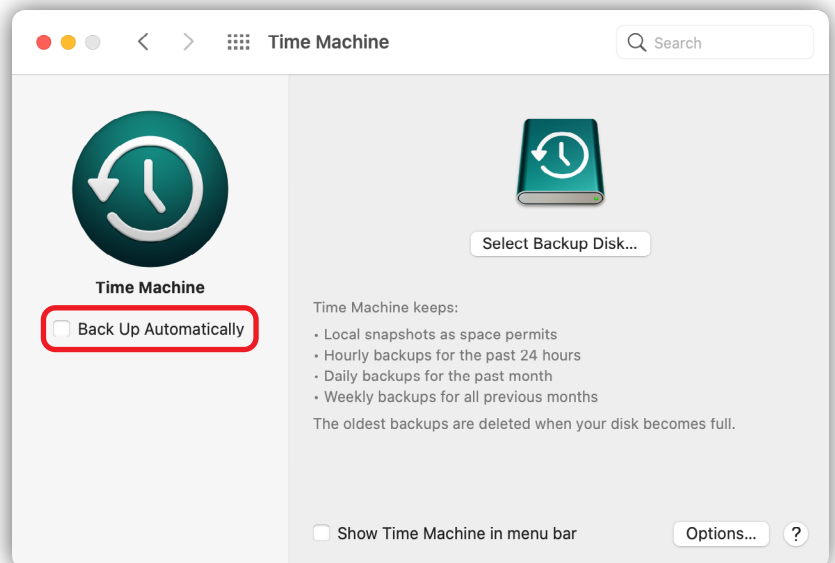 Time Machine
Search
Time Machine
Back Up Automatically
Select Backup Disk...
Time Machine keeps:
• Local snapshots as space permits
• Hourly backups for the past 24 hours
• Daily backups for the past month
• Weekly backups for all previous months
The oldest backups are deleted when your disk becomes full.
Show Time Machine in menu bar
Options...
?